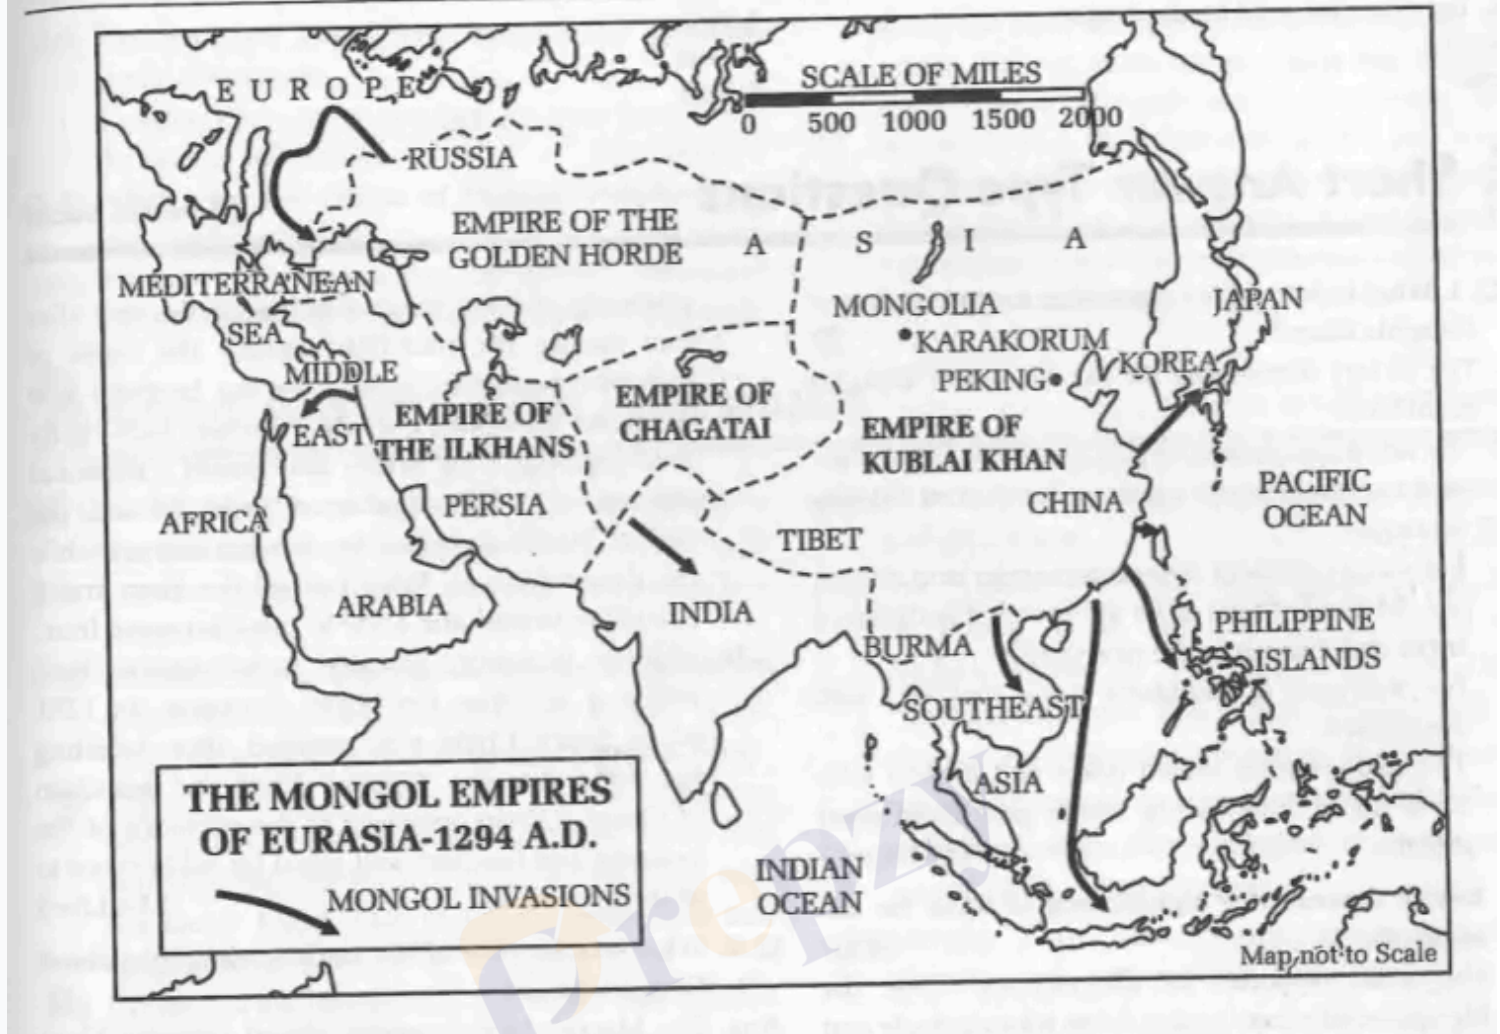 EUROPE
SCALE OF MILES
0 500 1000 1500 2000
RUSSIA
EMPIRE OF THE
GOLDEN HORDE
A S I A
MEDITERRANEAN
SEA
MONGOLIA
JAPAN
KARAKORUM
KOREA
MIDDLE
EAST
PEKING
EMPIRE OF
THE ILKHANS
EMPIRE OF
CHAGATAI
EMPIRE OF
KUBLAI KHAN
PERSIA
CHINA
PACIFIC
OCEAN
AFRICA
TIBET
ARABIA
INDIA
BURMA
PHILIPPINE
ISLANDS
SOUTHEAST
ASIA
THE MONGOL EMPIRES
OF EURASIA-1294 A.D.
MONGOL INVASIONS
INDIAN
OCEAN
Map not to Scale